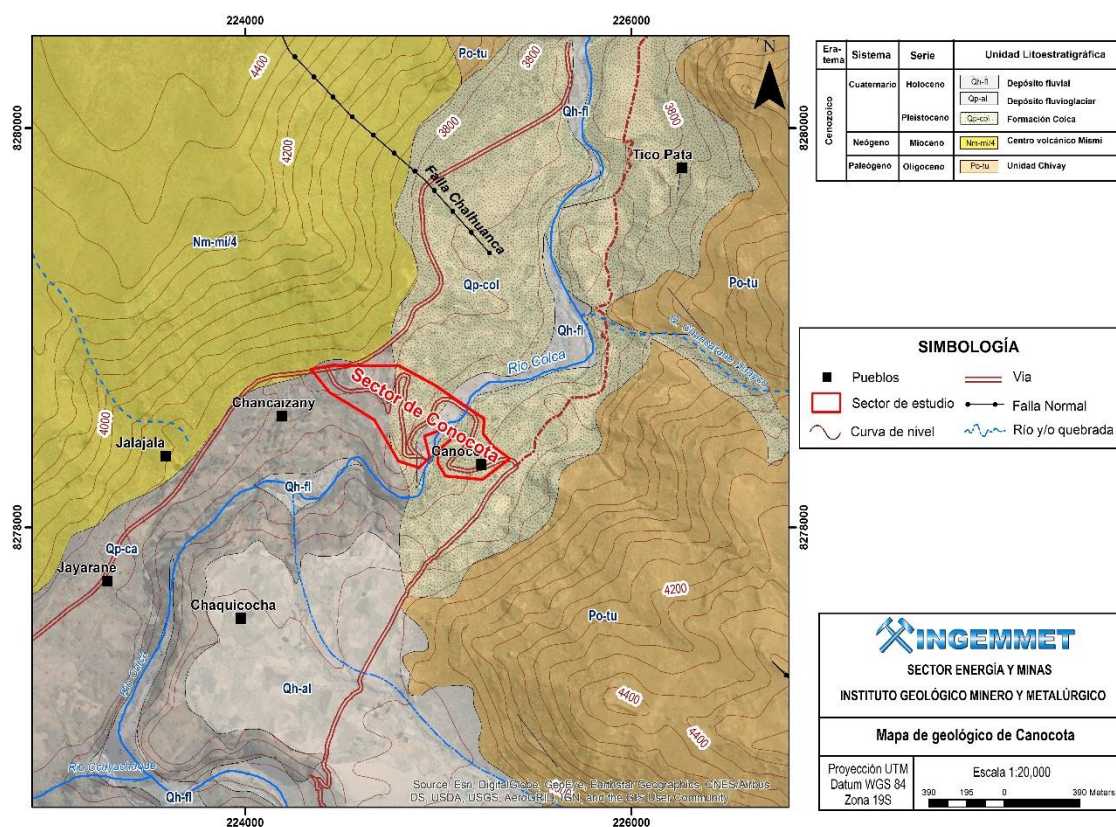 224000
226000
8280000
8278000
224000
226000
8280000
8278000
N
4400
4200
3800
3800
3800
Po-tu
Qh-fl
Tico Pata
Falla Chalhuanca
Nm-mi/4
Qp-col
Po-tu
Qh-fl
Río Colca
Sector de Conocota
Chancaizany
Jalajala
4000
Canoco
Qh-fl
Qp-ca
Jayarane
Chaquicocha
4200
Po-tu
Qh-al
4400
4400
Río Colca
Qh-fl
Source: Esri, DigitalGlobe, GeoEye, Earthstar Geographics, CNES/Airbus
DS, USDA, USGS, AeroGRID, IGN, and the GIS User Community
Era-
tema
Sistema
Serie
Unidad Litoestratigráfica
Cenozoico
Cuaternario
Holoceno
Qh-fl
Depósito fluvial
Qp-al
Depósito fluvioglaciar
Pleistoceno
Qp-col
Formación Colca
Neógeno
Mioceno
Nm-mi/4
Centro volcánico Mismi
Paleógeno
Oligoceno
Po-tu
Unidad Chivay
SIMBOLOGÍA
Pueblos
Vía
Sector de estudio
Falla Normal
Curva de nivel
Río y/o quebrada
INGEMMET
SECTOR ENERGÍA Y MINAS
INSTITUTO GEOLÓGICO MINERO Y METALÚRGICO
Mapa de geológico de Canocota
Proyección UTM
Datum WGS 84
Zona 19S
Escala 1:20,000
390 195 0 390 Meters